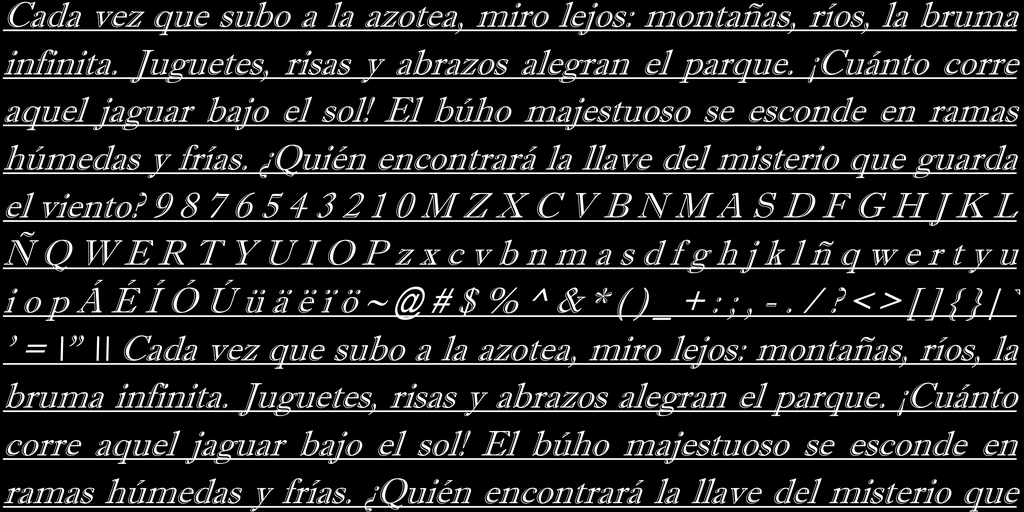 Cada vez que subo a la azotea, miro lejos: montañas, ríos, la bruma
infinita. Juguetes, risas y abrazos alegran el parque. ¡Cuánto corre
aquel jaguar bajo el sol! El búho majestuoso se esconde en ramas
húmedas y frías. ¿Quién encontrará la llave del misterio que guarda
el viento? 9 8 7 6 5 4 3 2 1 0 M Z X C V B N M A S D F G H J K L
Ñ Q W E R T Y U I O P z x c v b n m a s d f g h j k l ñ q w e r t y u
i o p Á É Í Ó Ú ü ä ë ï ö ~ @ # $ % ^ & * ( ) _ + : ; , - . / ? < > [ ] { } | `
’ = \” || Cada vez que subo a la azotea, miro lejos: montañas, ríos, la
bruma infinita. Juguetes, risas y abrazos alegran el parque. ¡Cuánto
corre aquel jaguar bajo el sol! El búho majestuoso se esconde en
ramas húmedas y frías. ¿Quién encontrará la llave del misterio que